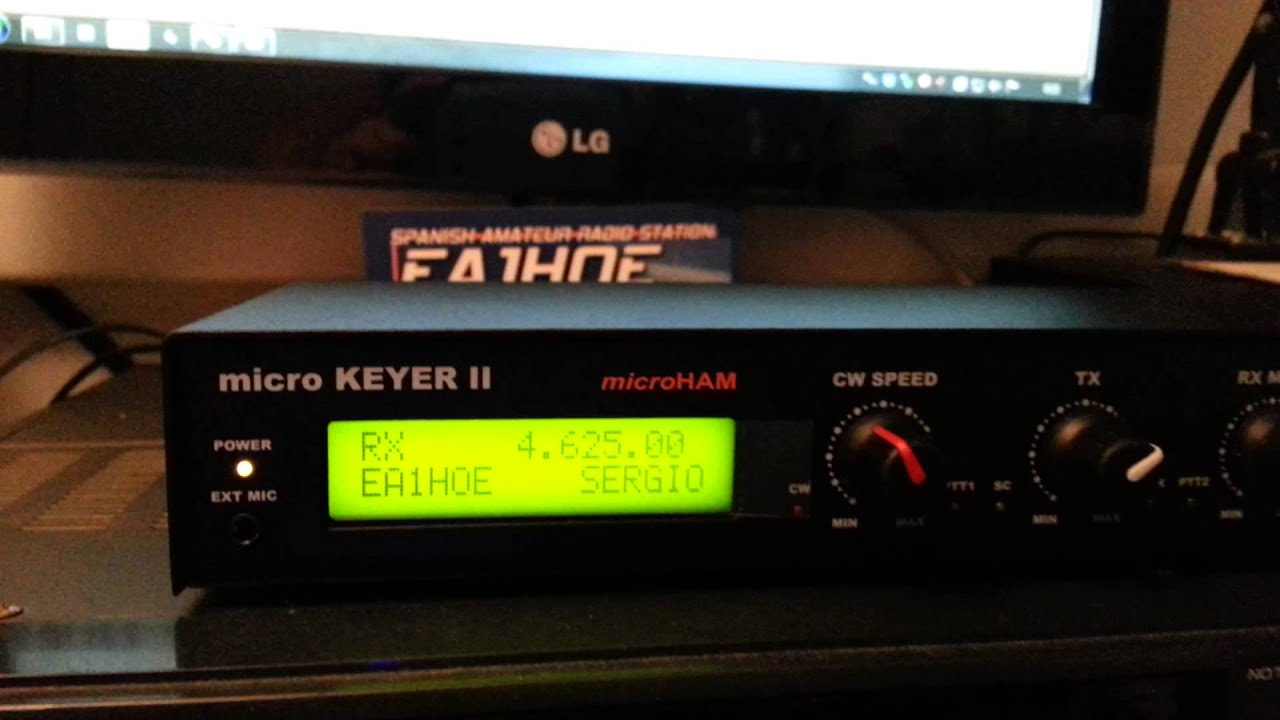 LG
SPANISH AMATEUR RADIO STATION
EA1HOE
micro KEYER II
microHAM
CW SPEED
TX
RX
POWER
RX 4.625.00
EA1HOE SERGIO
EXT MIC
CW
PTT1
SC
PTT2
MIN
MAX
MIN
MAX
MIN